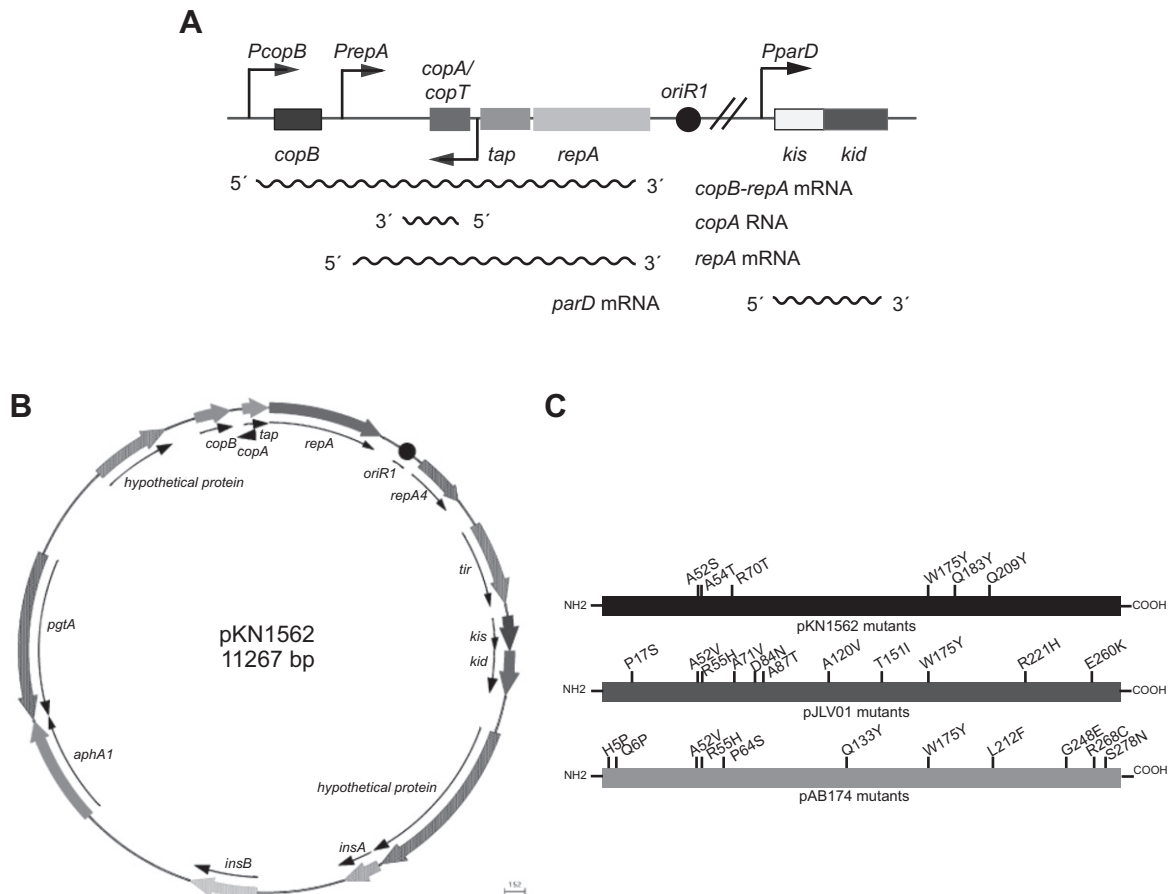 A
PcopB
PrepA
copA/
copT
PparD
oriR1
copB
tap
repA
kis
kid
5´ 3´ copB-repA mRNA
3´ 5´ copA RNA
5´ 3´ repA mRNA
parD mRNA 5´ 3´
B
copB
copA
tap
repA
oriR1
repA4
hypothetical protein
tir
kis
kid
pgtA
pKN1562
11267 bp
aphA1
hypothetical protein
insA
insB
152
C
A52S
A54T
R70T
W175Y
Q183Y
Q209Y
NH2 COOH
pKN1562 mutants
P17S
A52V
R55H
A71V
D84N
A87T
A120V
T151I
W175Y
R221H
E260K
NH2 COOH
pJLV01 mutants
H5P
Q6P
A52V
R55H
P64S
Q133Y
W175Y
L212F
G248E
R268C
S278N
NH2 COOH
pAB174 mutants